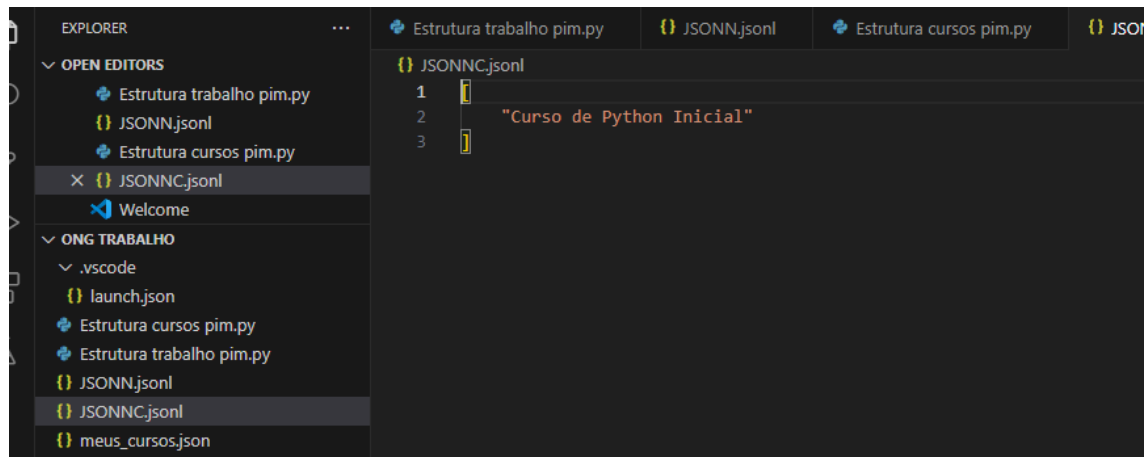 EXPLORER ...
Estrutura trabalho pim.py
{} JSONN.jsonl
Estrutura cursos pim.py
{}
OPEN EDITORS
Estrutura trabalho pim.py
{} JSONN.jsonl
Estrutura cursos pim.py
{} JSONNC.jsonl
Welcome
ONG TRABALHO
.vscode
{} launch.json
Estrutura cursos pim.py
Estrutura trabalho pim.py
{} JSONN.jsonl
{} JSONNC.jsonl
{} meus_cursos.json
{} JSONNC.jsonl
1 [
2 "Curso de Python Inicial"
3 ]